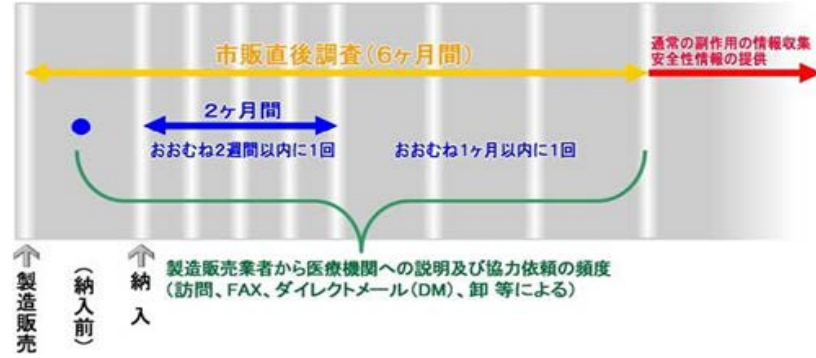 市販直後調査(6ヶ月間)
通常の副作用の情報収集
安全性情報の提供
2ヶ月間
おおむね2週間以内に1回
おおむね1ヶ月以内に1回
製造販売
(納入前)
納入
製造販売業者から医療機関への説明及び協力依頼の頻度
(訪問、FAX、ダイレクトメール(DM)、卸 等による)